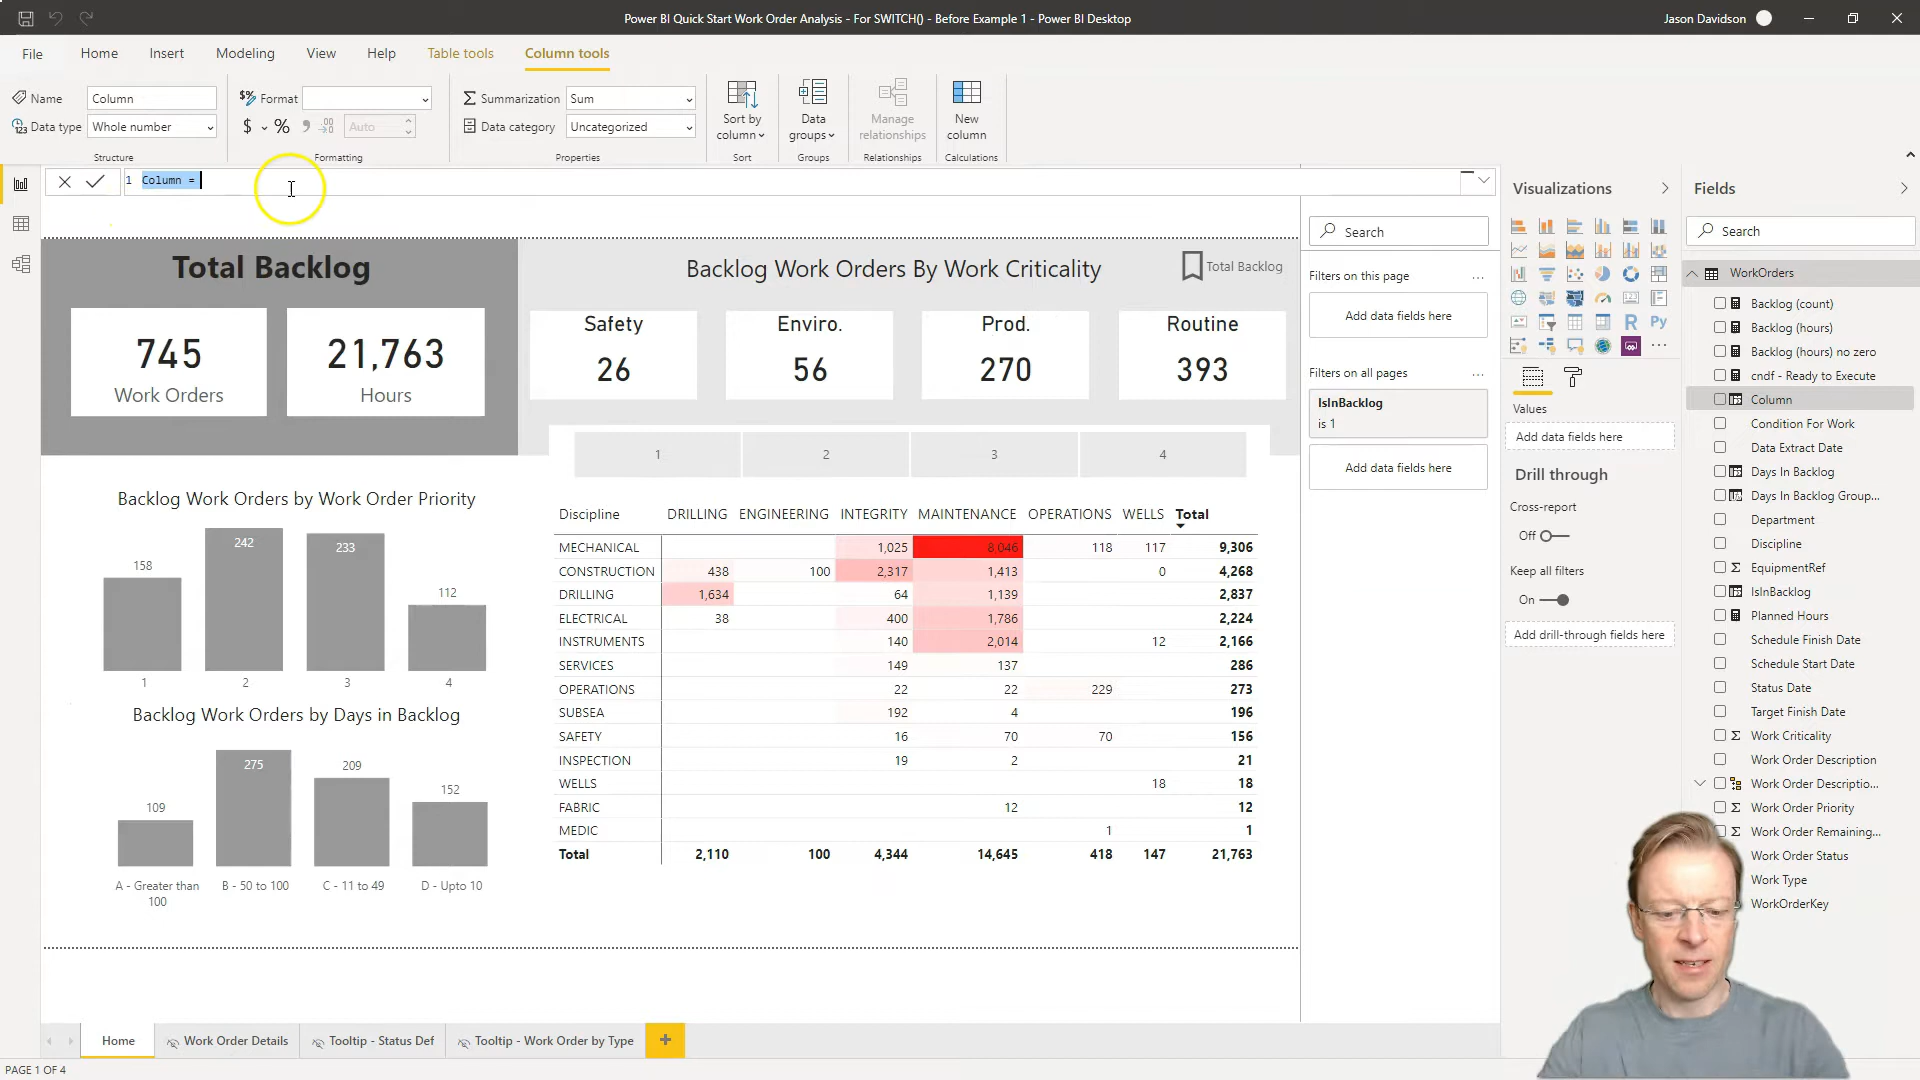 Power BI Quick Start Work Order Analysis - For SWITCH() - Before Example 1 - Power BI Desktop
Jason Davidson
File Home Insert Modeling View Help Table tools Column tools
Name Column
Data type Whole number
Structure
Format
$ % Auto
Formatting
Summarization Sum
Data category Uncategorized
Properties
Sort by column
Sort
Data groups
Groups
Manage relationships
Relationships
New column
Calculations
1 Column =
Total Backlog
745
Work Orders
21,763
Hours
Backlog Work Orders By Work Criticality
Total Backlog
Safety
26
Enviro.
56
Prod.
270
Routine
393
1 2 3 4
Backlog Work Orders by Work Order Priority
158 242 233 112
1 2 3 4
Backlog Work Orders by Days in Backlog
109 275 209 152
A - Greater than 100 B - 50 to 100 C - 11 to 49 D - Upto 10
Discipline DRILLING ENGINEERING INTEGRITY MAINTENANCE OPERATIONS WELLS Total
MECHANICAL 1,025 8,046 118 117 9,306
CONSTRUCTION 438 100 2,317 1,413 0 4,268
DRILLING 1,634 64 1,139 2,837
ELECTRICAL 38 400 1,786 2,224
INSTRUMENTS 140 2,014 12 2,166
SERVICES 149 137 286
OPERATIONS 22 22 229 273
SUBSEA 192 4 196
SAFETY 16 70 70 156
INSPECTION 19 2 21
WELLS 18 18
FABRIC 12 12
MEDIC 1 1
Total 2,110 100 4,344 14,645 418 147 21,763
Search
Filters on this page ...
Add data fields here
Filters on all pages ...
IsInBacklog
is 1
Add data fields here
Visualizations
R Py
Values
Add data fields here
Drill through
Cross-report
Off
Keep all filters
On
Add drill-through fields here
Fields
Search
WorkOrders
Backlog (count)
Backlog (hours)
Backlog (hours) no zero
cndf - Ready to Execute
Column
Condition For Work
Data Extract Date
Days In Backlog
Days In Backlog Group...
Department
Discipline
EquipmentRef
IsInBacklog
Planned Hours
Schedule Finish Date
Schedule Start Date
Status Date
Target Finish Date
Work Criticality
Work Order Description
Work Order Descriptio...
Work Order Priority
Work Order Remaining...
Work Order Status
Work Type
WorkOrderKey
Home Work Order Details Tooltip - Status Def Tooltip - Work Order by Type +
PAGE 1 OF 4